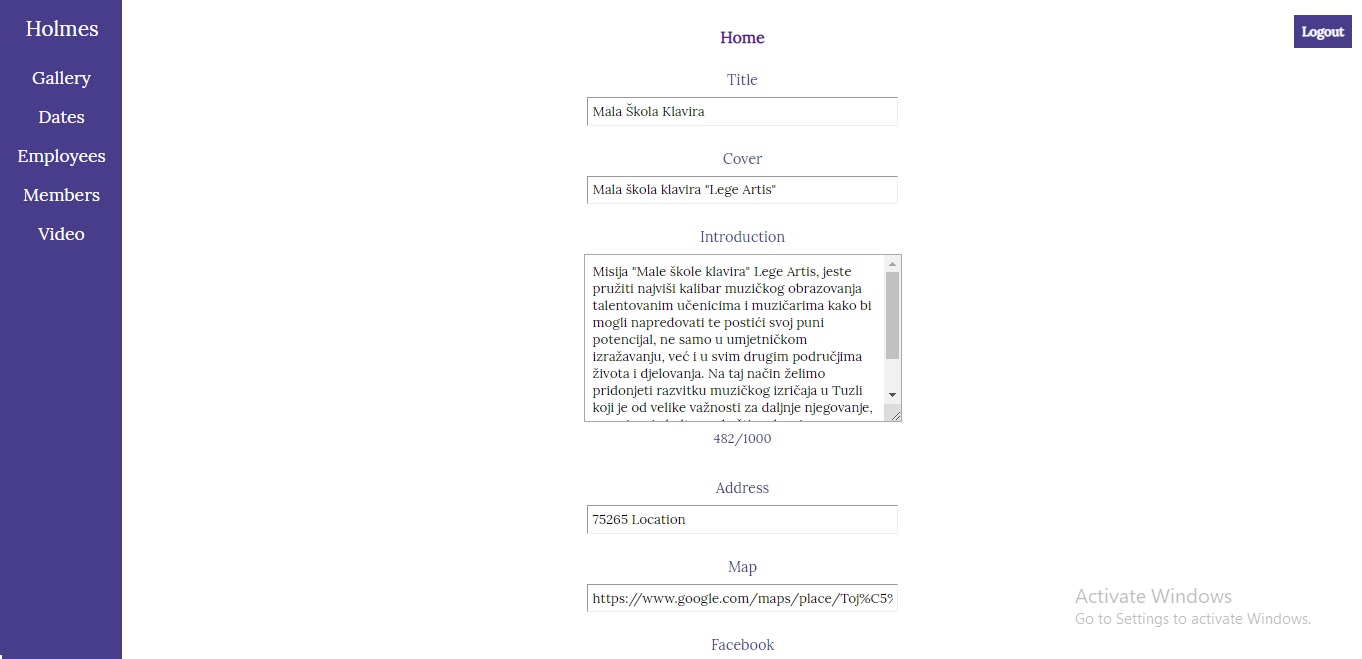 Holmes
Gallery
Dates
Employees
Members
Video
Logout
Home
Title
Mala Škola Klavira
Cover
Mala škola klavira "Lege Artis"
Introduction
Misija "Male škole klavira" Lege Artis, jeste
pružiti najviši kalibar muzičkog obrazovanja
talentovanim učenicima i muzičarima kako bi
mogli napredovati te postići svoj puni
potencijal, ne samo u umjetničkom
izražavanju, već i u svim drugim područjima
života i djelovanja. Na taj način želimo
pridonjeti razvitku muzičkog izričaja u Tuzli
koji je od velike važnosti za daljnje njegovanje,
482/1000
Address
75265 Location
Map
https://www.google.com/maps/place/Toj%C5%
Facebook
Activate Windows
Go to Settings to activate Windows.